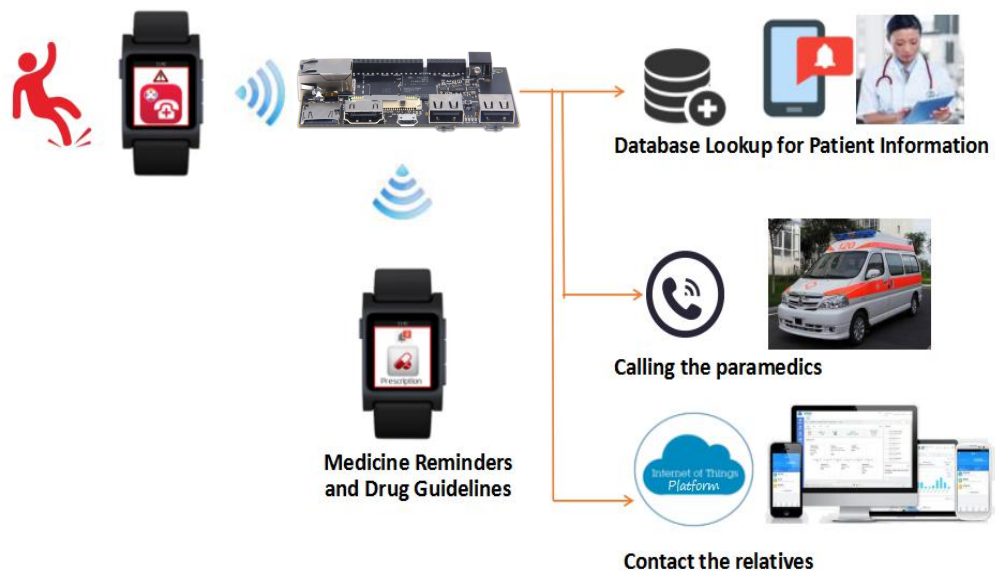 Database Lookup for Patient Information
120
Calling the paramedics
Prescription
Medicine Reminders
and Drug Guidelines
Internet of Things
Platform
Contact the relatives